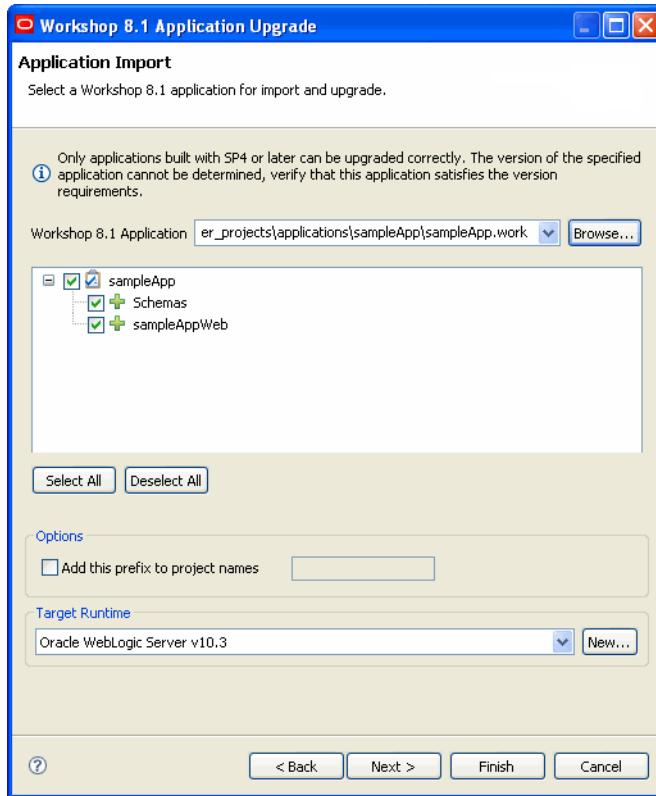 Workshop 8.1 Application Upgrade
Application Import
Select a Workshop 8.1 application for import and upgrade.
Only applications built with SP4 or later can be upgraded correctly. The version of the specified
application cannot be determined, verify that this application satisfies the version
requirements.
Workshop 8.1 Application er_projects\applications\sampleApp\sampleApp.work Browse...
sampleApp
Schemas
sampleAppWeb
Select All Deselect All
Options
Add this prefix to project names
Target Runtime
Oracle WebLogic Server v10.3 New...
< Back Next > Finish Cancel